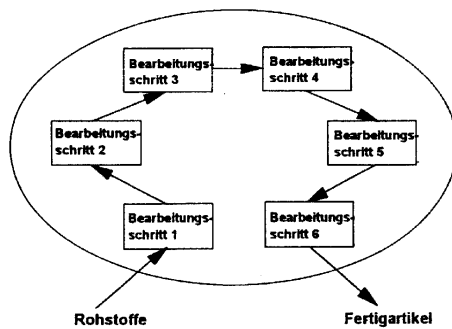 Bearbeitungs-
schritt 3
Bearbeitungs-
schritt 4
Bearbeitungs-
schritt 2
Bearbeitungs-
schritt 5
Bearbeitungs-
schritt 1
Bearbeitungs-
schritt 6
Rohstoffe
Fertigartikel